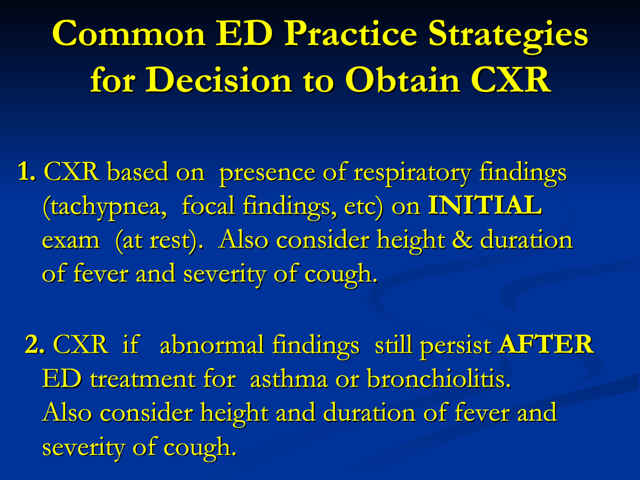 Common ED Practice Strategies
for Decision to Obtain CXR
1. CXR based on presence of respiratory findings
(tachypnea, focal findings, etc) on INITIAL
exam (at rest). Also consider height & duration
of fever and severity of cough.
2. CXR if abnormal findings still persist AFTER
ED treatment for asthma or bronchiolitis.
Also consider height and duration of fever and
severity of cough.